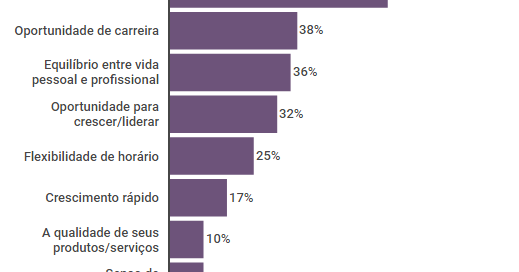 Oportunidade de carreira
38%
Equilíbrio entre vida
pessoal e profissional
36%
Oportunidade para
crescer/liderar
32%
Flexibilidade de horário
25%
Crescimento rápido
17%
A qualidade de seus
produtos/serviços
10%